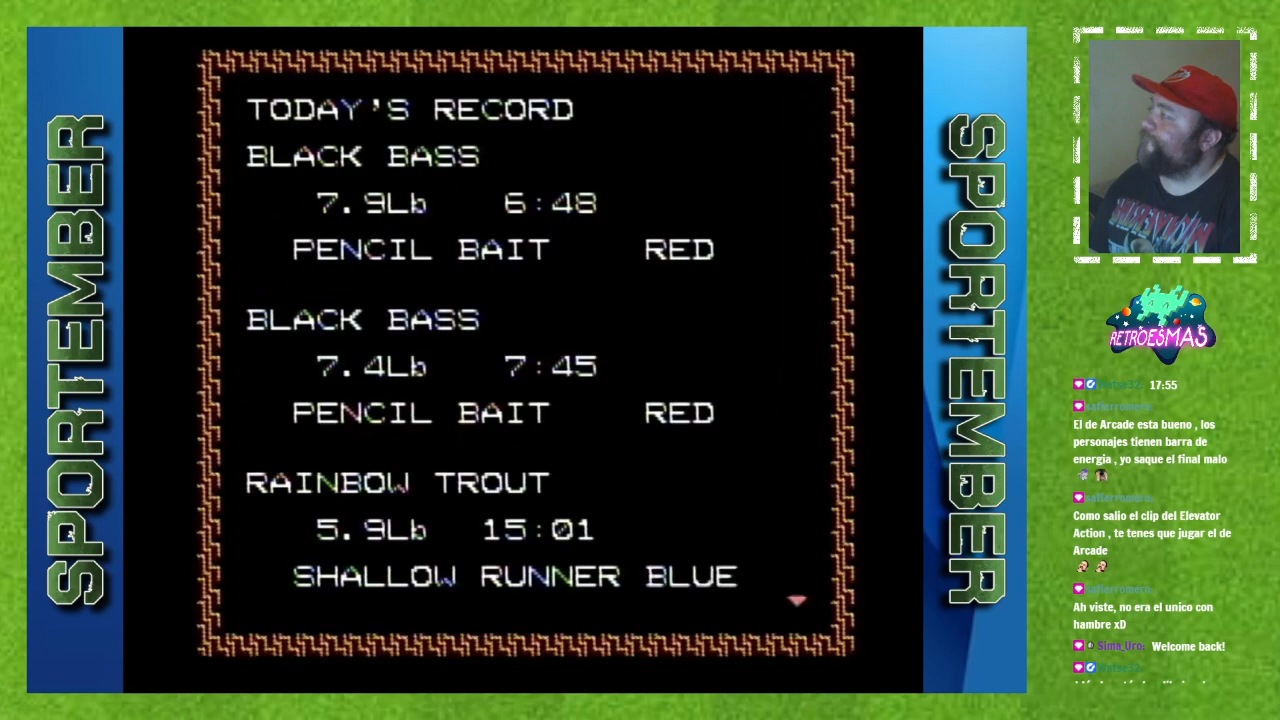 SPORTEMBER
TODAY'S RECORD
BLACK BASS
7.9Lb 6:48
PENCIL BAIT RED
BLACK BASS
7.4Lb 7:45
PENCIL BAIT RED
RAINBOW TROUT
5.9Lb 15:01
SHALLOW RUNNER BLUE
SPORTEMBER
RETROESMAS
17:55
saferromero:
El de Arcade esta bueno , los
personajes tienen barra de
energia , yo saque el final malo
saferromero:
Como salio el clip del Elevator
Action , te tenes que jugar el de
Arcade
saferromero:
Ah viste, no era el unico con
hambre xD
Sima_Uro: Welcome back!